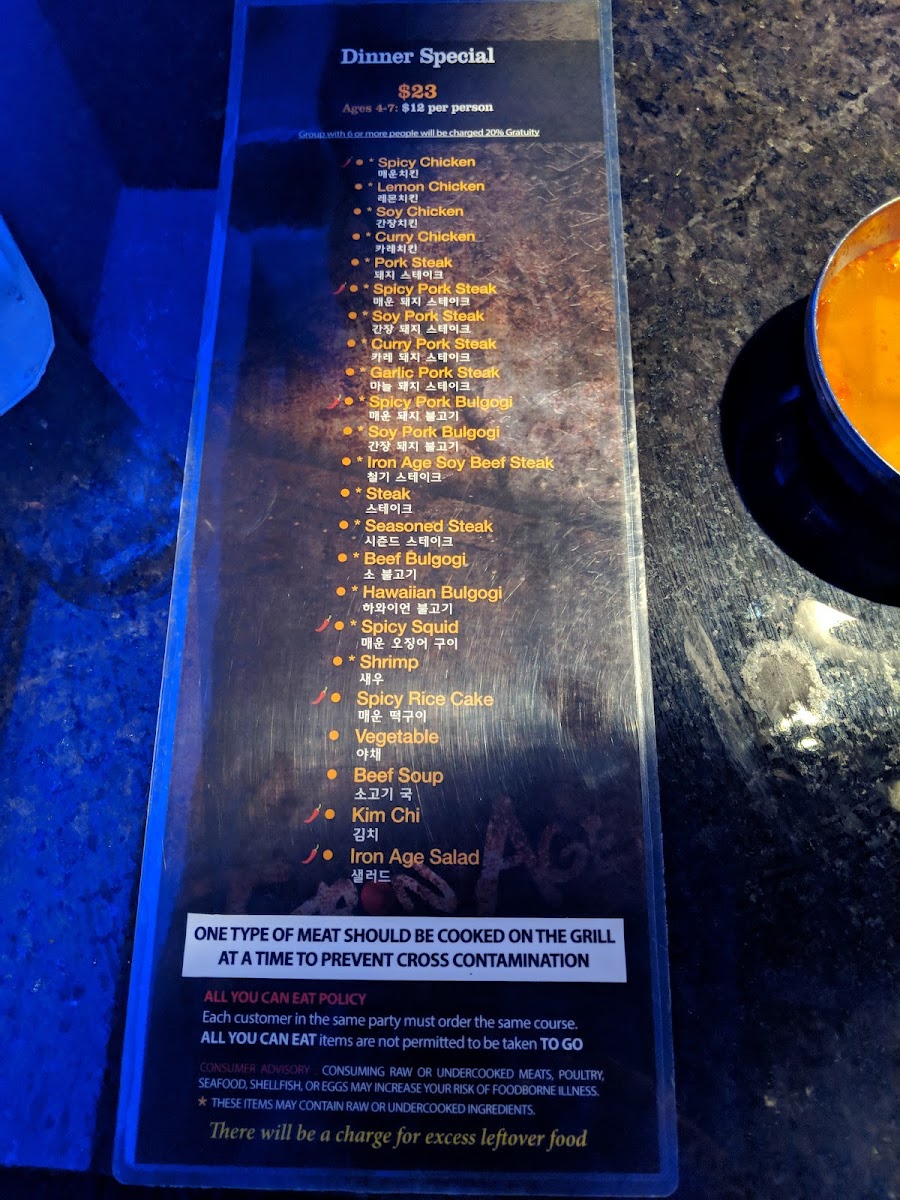 Dinner Special
$23
Ages 4-7: $12 per person
Group with 6 or more people will be charged 20% Gratuity
* Spicy Chicken
매운치킨
* Lemon Chicken
레몬치킨
* Soy Chicken
간장치킨
* Curry Chicken
카레치킨
* Pork Steak
돼지 스테이크
* Spicy Pork Steak
매운 돼지 스테이크
* Soy Pork Steak
간장 돼지 스테이크
* Curry Pork Steak
카레 돼지 스테이크
* Garlic Pork Steak
마늘 돼지 스테이크
* Spicy Pork Bulgogi
매운 돼지 불고기
* Soy Pork Bulgogi
간장 돼지 불고기
* Iron Age Soy Beef Steak
철기 스테이크
* Steak
스테이크
* Seasoned Steak
시즌드 스테이크
* Beef Bulgogi
소 불고기
* Hawaiian Bulgogi
하와이언 불고기
* Spicy Squid
매운 오징어 구이
* Shrimp
새우
Spicy Rice Cake
매운 떡구이
Vegetable
야채
Beef Soup
소고기 국
Kim Chi
김치
Iron Age Salad
샐러드
IRON AGE
ONE TYPE OF MEAT SHOULD BE COOKED ON THE GRILL
AT A TIME TO PREVENT CROSS CONTAMINATION
ALL YOU CAN EAT POLICY
Each customer in the same party must order the same course.
ALL YOU CAN EAT items are not permitted to be taken TO GO
CONSUMER ADVISORY CONSUMING RAW OR UNDERCOOKED MEATS, POULTRY,
SEAFOOD, SHELLFISH, OR EGGS MAY INCREASE YOUR RISK OF FOODBORNE ILLNESS.
* THESE ITEMS MAY CONTAIN RAW OR UNDERCOOKED INGREDIENTS.
There will be a charge for excess leftover food